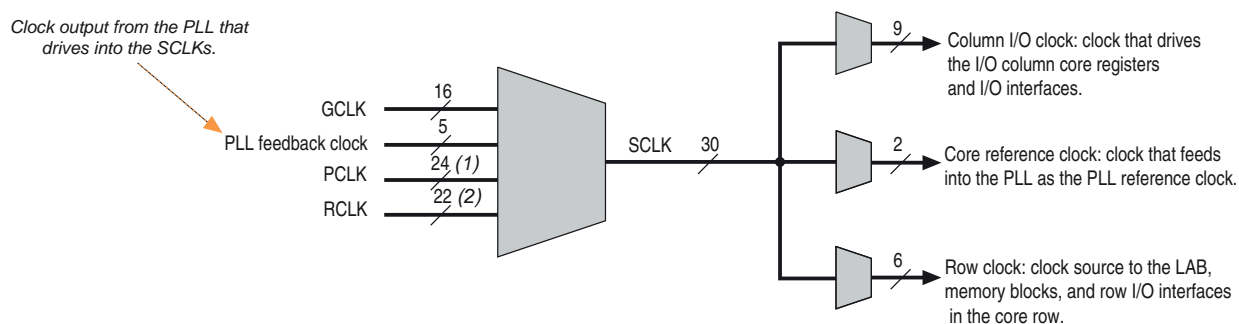 Clock output from the PLL that
drives into the SCLKs.
GCLK
16
PLL feedback clock
5
PCLK
24 (1)
RCLK
22 (2)
SCLK
30
9
Column I/O clock: clock that drives
the I/O column core registers
and I/O interfaces.
2
Core reference clock: clock that feeds
into the PLL as the PLL reference clock.
6
Row clock: clock source to the LAB,
memory blocks, and row I/O interfaces
in the core row.